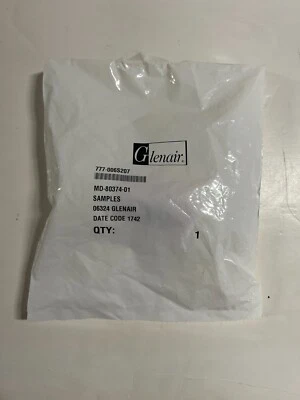 Glenair.
777-006S207
MD-80374-01
SAMPLES
06324 GLENAIR
DATE CODE 1742
QTY: 1